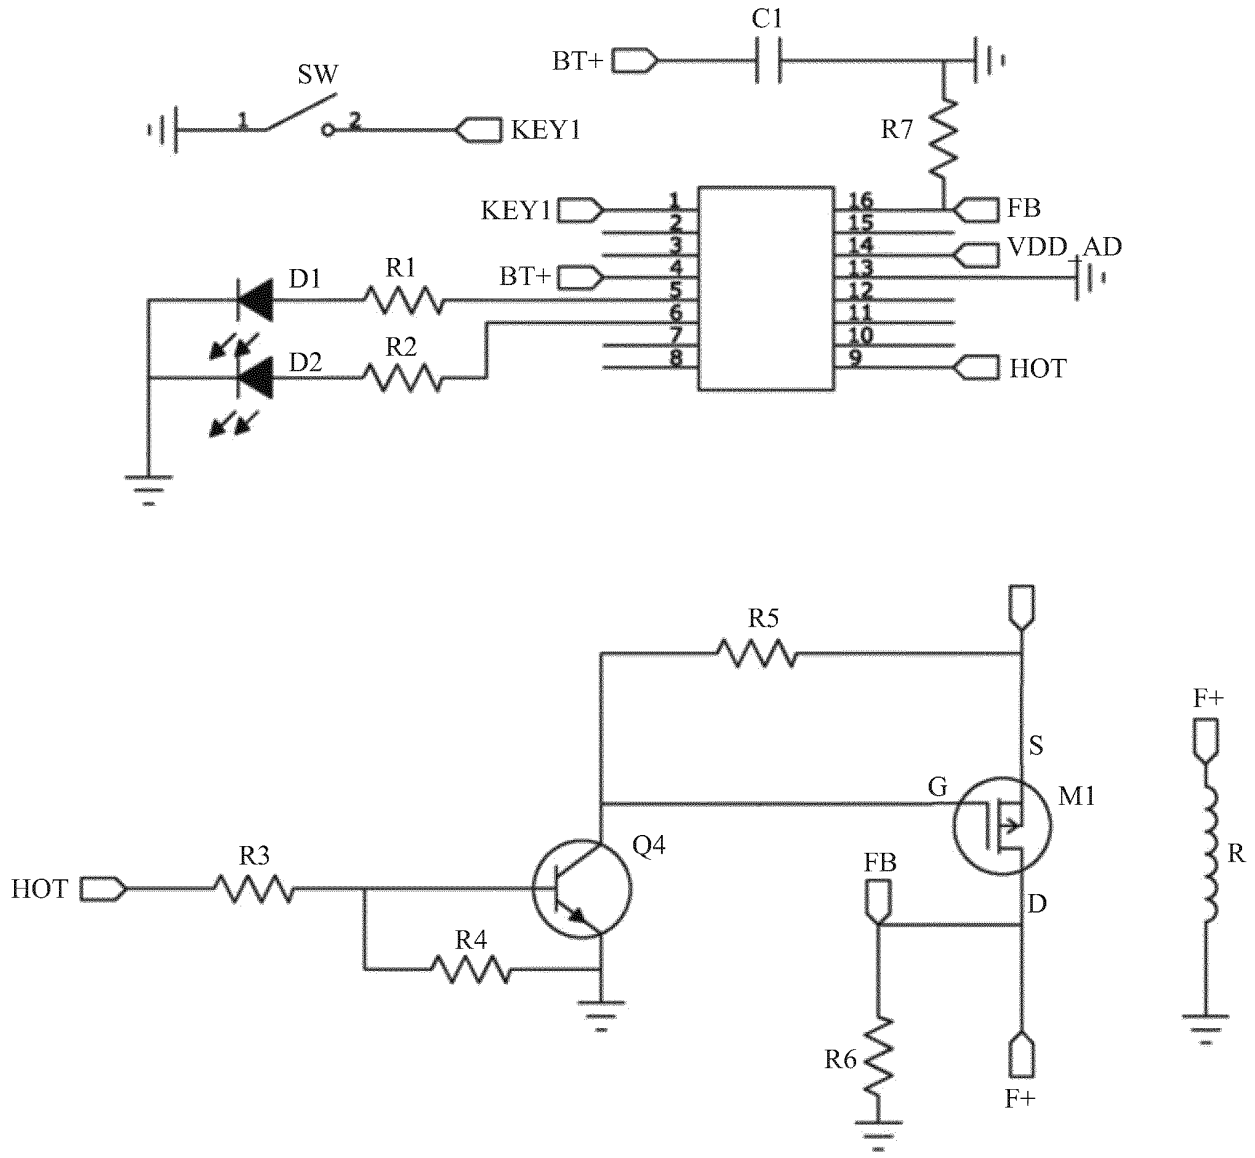 C1
BT+
SW
1 2
KEY1
R7
KEY1 1 16 FB
2 15
3 14 VDD_AD
BT+ 4 13
D1 R1 5 12
6 11
D2 R2 7 10
8 9 HOT
R5
F+
S
G M1
Q4
R3 FB R
HOT
D
R4
R6
F+